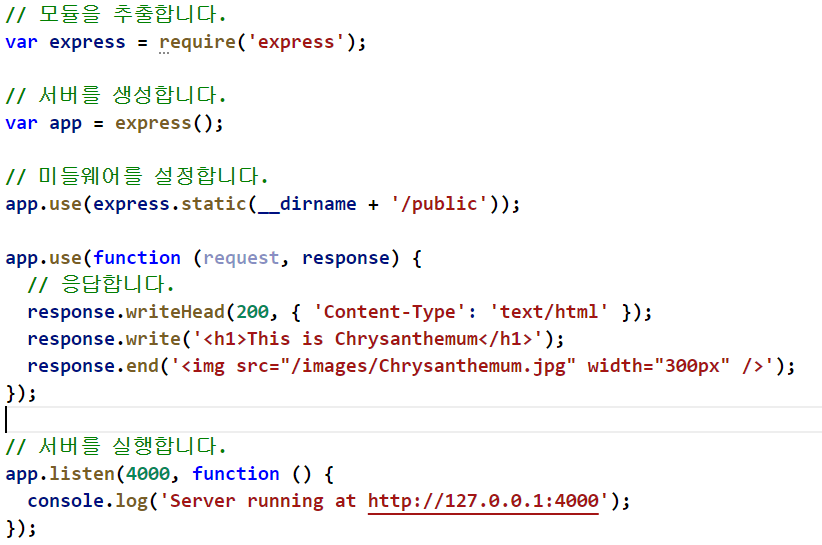 // 모듈을 추출합니다.
var express = require('express');
// 서버를 생성합니다.
var app = express();
// 미들웨어를 설정합니다.
app.use(express.static(__dirname + '/public'));
app.use(function (request, response) {
  // 응답합니다.
  response.writeHead(200, { 'Content-Type': 'text/html' });
  response.write('<h1>This is Chrysanthemum</h1>');
  response.end('<img src="/images/Chrysanthemum.jpg" width="300px" />');
});
// 서버를 실행합니다.
app.listen(4000, function () {
  console.log('Server running at http://127.0.0.1:4000');
});